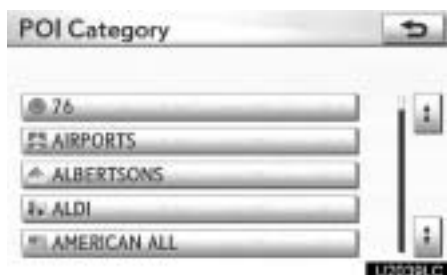 POI Category
76
AIRPORTS
ALBERTSONS
ALDI
AMERICAN ALL